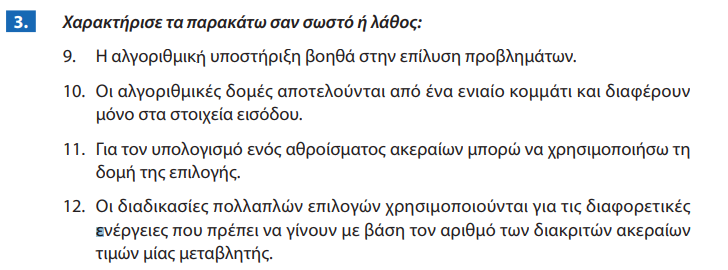 3. Χαρακτήρισε τα παρακάτω σαν σωστό ή λάθος:
9. Η αλγοριθμική υποστήριξη βοηθά στην επίλυση προβλημάτων.
10. Οι αλγοριθμικές δομές αποτελούνται από ένα ενιαίο κομμάτι και διαφέρουν
μόνο στα στοιχεία εισόδου.
11. Για τον υπολογισμό ενός αθροίσματος ακεραίων μπορώ να χρησιμοποιήσω τη
δομή της επιλογής.
12. Οι διαδικασίες πολλαπλών επιλογών χρησιμοποιούνται για τις διαφορετικές
ενέργειες που πρέπει να γίνουν με βάση τον αριθμό των διακριτών ακεραίων
τιμών μίας μεταβλητής.